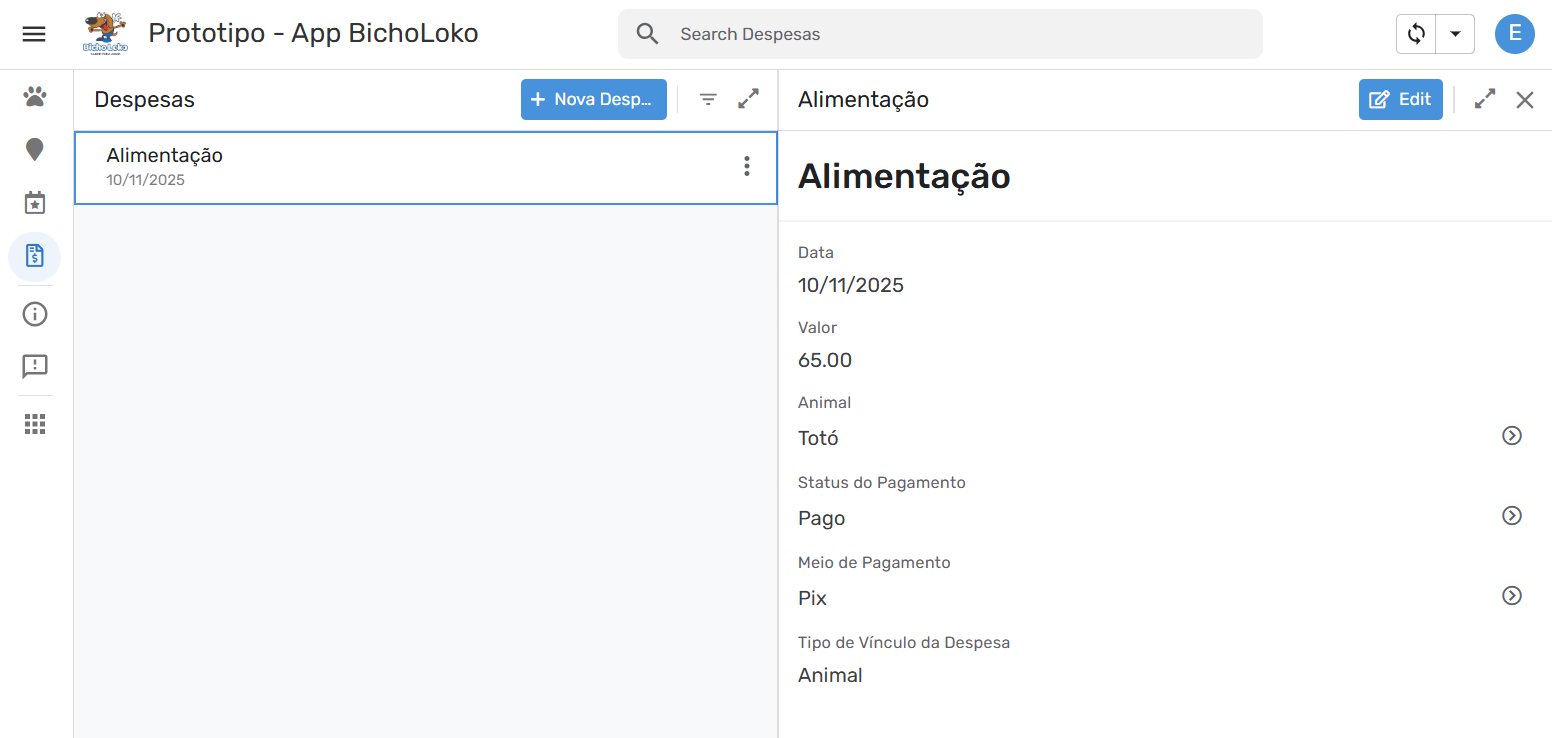 Prototipo - App BichoLoko
Search Despesas
E
BichoLoko
Despesas
+ Nova Desp...
Alimentação
10/11/2025
Alimentação
Edit
Alimentação
Data
10/11/2025
Valor
65.00
Animal
Totó
Status do Pagamento
Pago
Meio de Pagamento
Pix
Tipo de Vínculo da Despesa
Animal